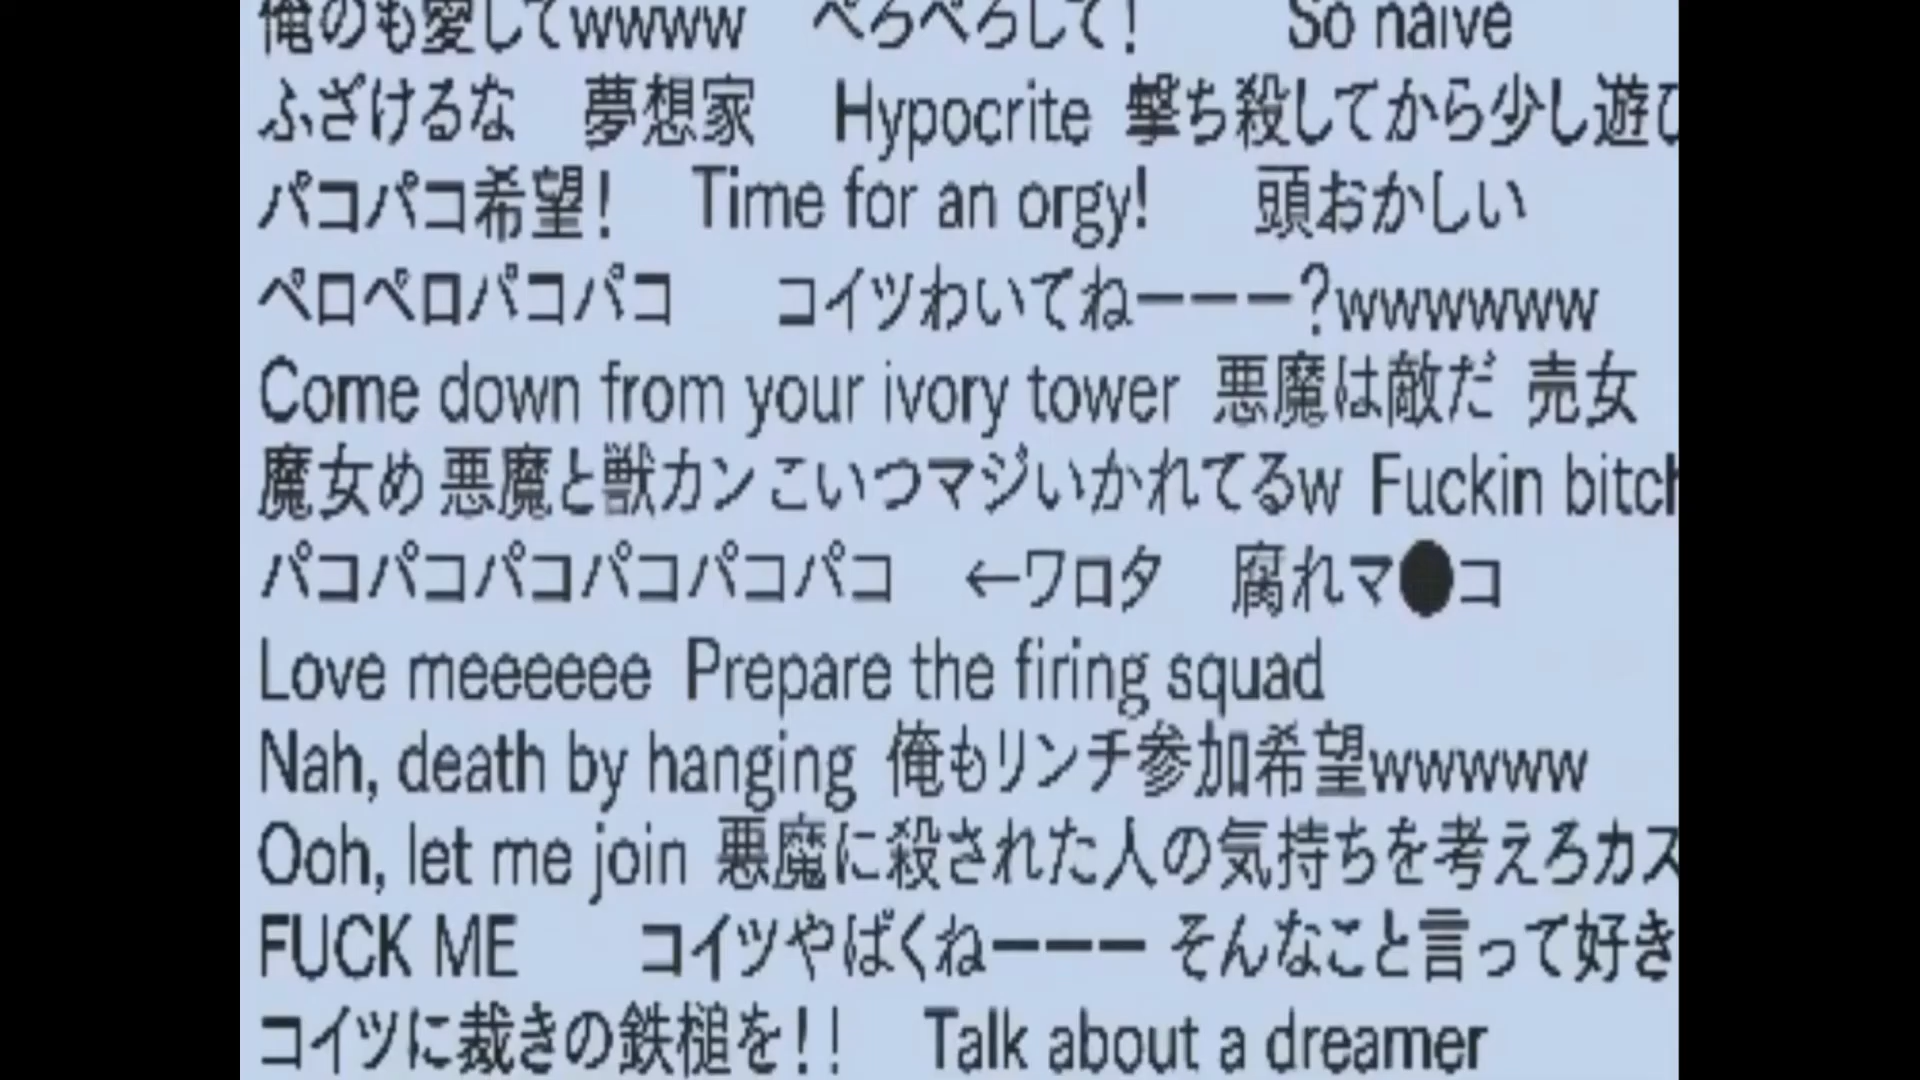 俺のも愛してwwww ぺろぺろして! So naive
ふざけるな 夢想家 Hypocrite 撃ち殺してから少し遊び
パコパコ希望! Time for an orgy! 頭おかしい
ペロペロパコパコ コイツわいてねーーー?wwwwww
Come down from your ivory tower 悪魔は敵だ 売女
魔女め 悪魔と獣カン こいつマジいかれてるw Fuckin bitch
パコパコパコパコパコパコ ←ワロタ 腐れマ●コ
Love meeeeee Prepare the firing squad
Nah, death by hanging 俺もリンチ参加希望wwwww
Ooh, let me join 悪魔に殺された人の気持ちを考えろカス
FUCK ME コイツやばくねーーー そんなこと言って好き
コイツに裁きの鉄槌を!! Talk about a dreamer